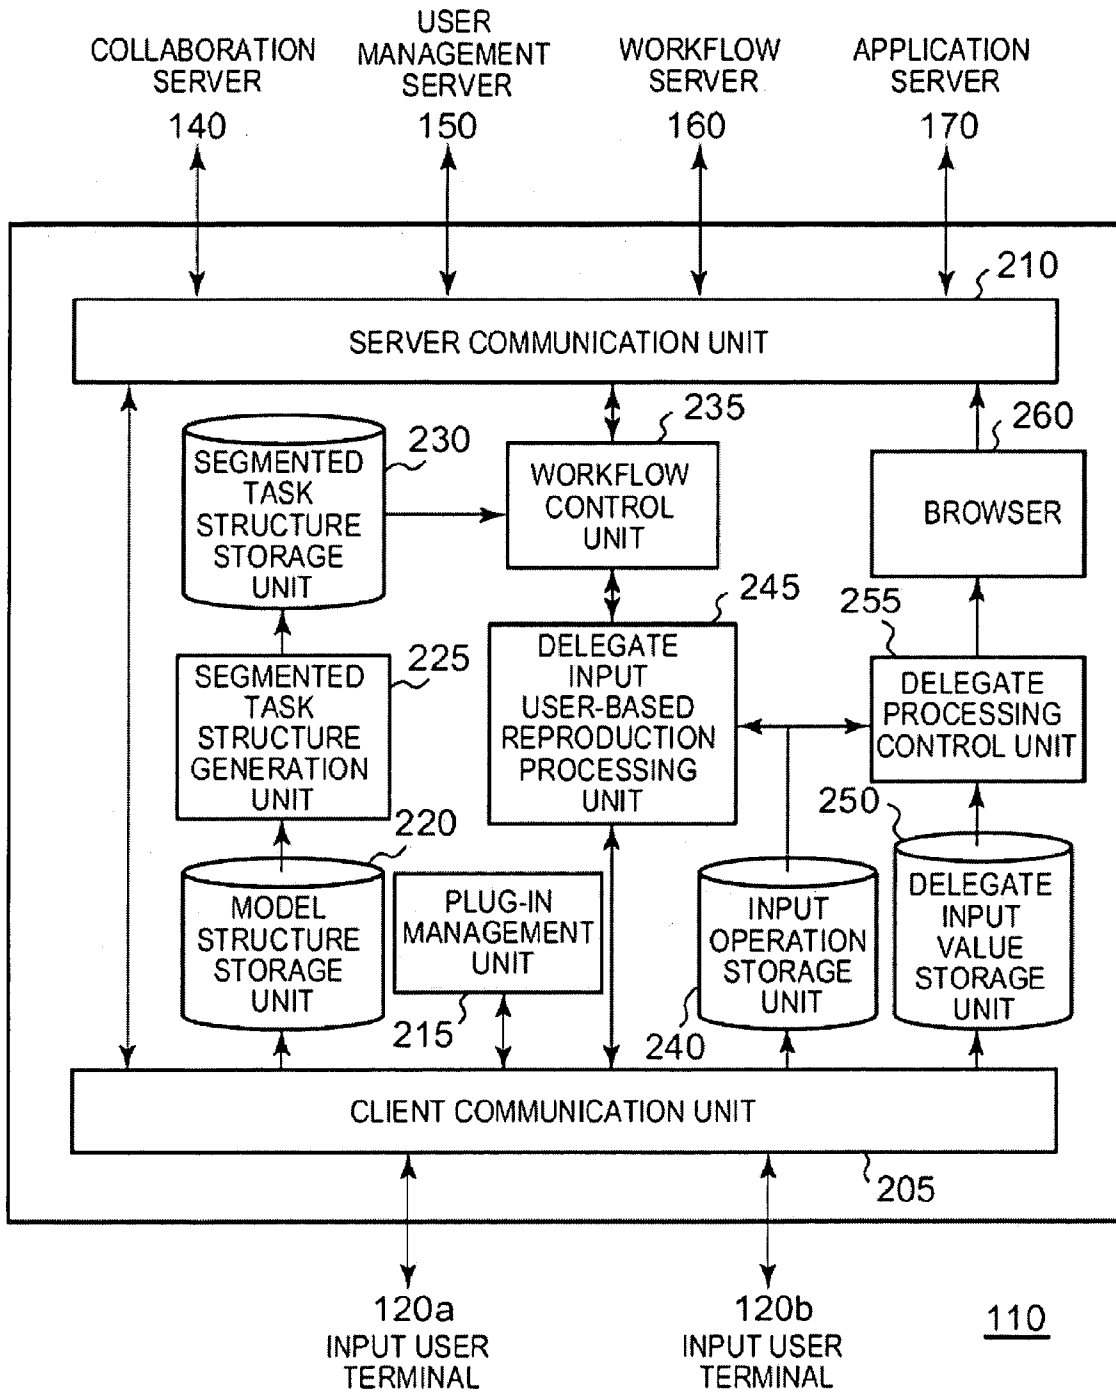 COLLABORATION
SERVER
140
USER
MANAGEMENT
SERVER
150
WORKFLOW
SERVER
160
APPLICATION
SERVER
170
210
SERVER COMMUNICATION UNIT
230
SEGMENTED
TASK
STRUCTURE
STORAGE
UNIT
235
WORKFLOW
CONTROL
UNIT
260
BROWSER
225
SEGMENTED
TASK
STRUCTURE
GENERATION
UNIT
245
DELEGATE
INPUT
USER-BASED
REPRODUCTION
PROCESSING
UNIT
255
DELEGATE
PROCESSING
CONTROL UNIT
220
MODEL
STRUCTURE
STORAGE
UNIT
PLUG-IN
MANAGEMENT
UNIT
215
INPUT
OPERATION
STORAGE
UNIT
240
250
DELEGATE
INPUT
VALUE
STORAGE
UNIT
CLIENT COMMUNICATION UNIT
205
120a
INPUT USER
TERMINAL
120b
INPUT USER
TERMINAL
110